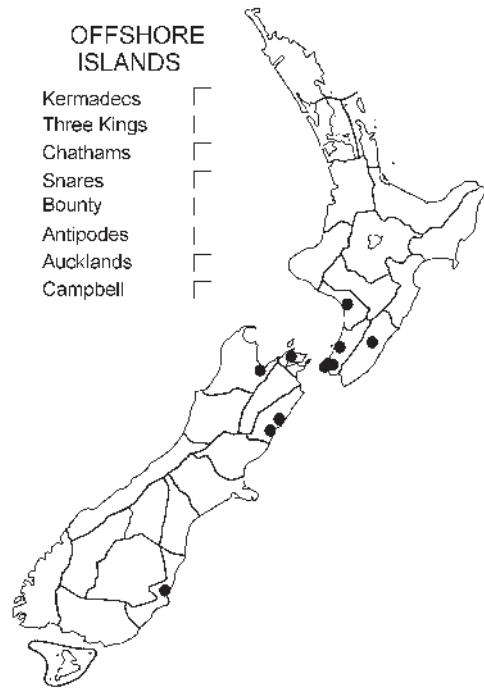 OFFSHORE
ISLANDS
Kermadecs
Three Kings
Chathams
Snares
Bounty
Antipodes
Aucklands
Campbell